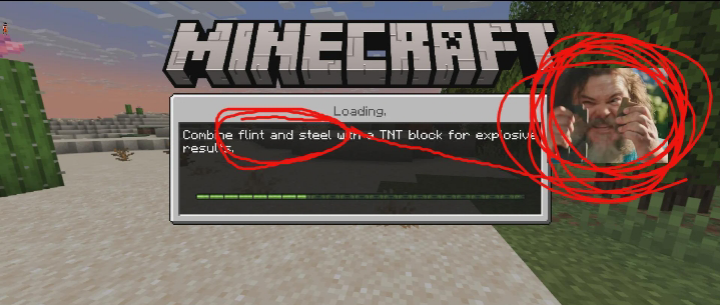 MINECRAFT
Loading.
Combine flint and steel with a TNT block for explosive
results.